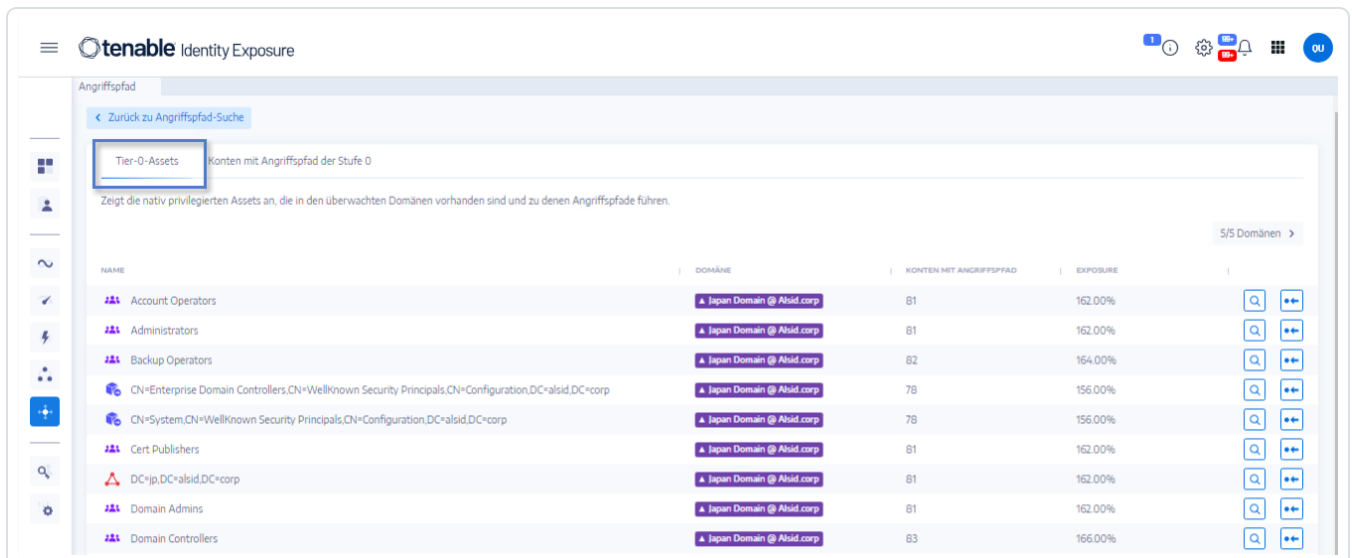 tenable Identity Exposure
1
99+
99+
QU
Angriffspfad
Zurück zu Angriffspfad-Suche
Tier-0-Assets
Konten mit Angriffspfad der Stufe 0
Zeigt die nativ privilegierten Assets an, die in den überwachten Domänen vorhanden sind und zu denen Angriffspfade führen.
5/5 Domänen
NAME DOMÄNE KONTEN MIT ANGRIFFSPFAD EXPOSURE
Account Operators Japan Domain @ Alsid.corp 81 162.00%
Administrators Japan Domain @ Alsid.corp 81 162.00%
Backup Operators Japan Domain @ Alsid.corp 82 164.00%
CN=Enterprise Domain Controllers,CN=WellKnown Security Principals,CN=Configuration,DC=alsid,DC=corp Japan Domain @ Alsid.corp 78 156.00%
CN=System,CN=WellKnown Security Principals,CN=Configuration,DC=alsid,DC=corp Japan Domain @ Alsid.corp 78 156.00%
Cert Publishers Japan Domain @ Alsid.corp 81 162.00%
DC=jp,DC=alsid,DC=corp Japan Domain @ Alsid.corp 81 162.00%
Domain Admins Japan Domain @ Alsid.corp 81 162.00%
Domain Controllers Japan Domain @ Alsid.corp 83 166.00%